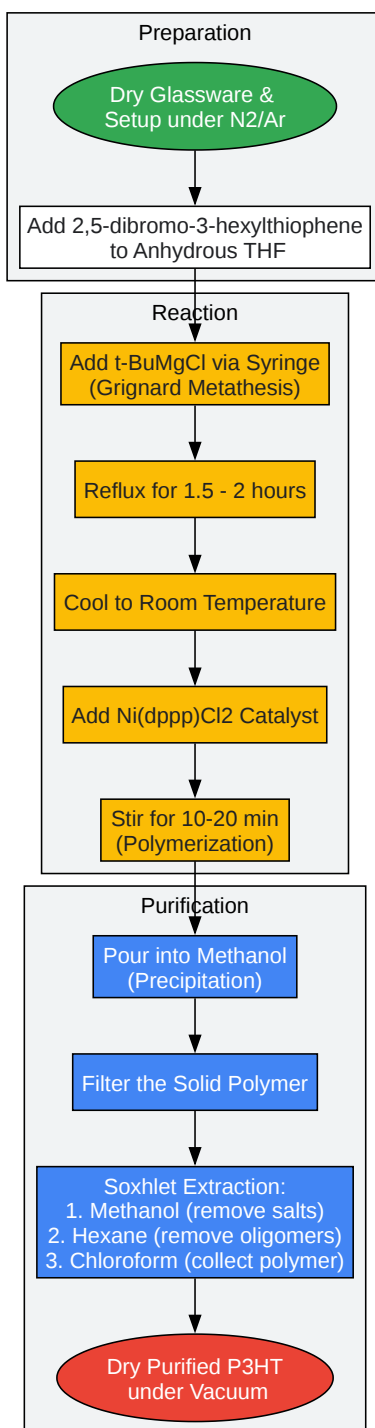 Preparation
Dry Glassware &
Setup under N2/Ar
Add 2,5-dibromo-3-hexylthiophene
to Anhydrous THF
Reaction
Add t-BuMgCl via Syringe
(Grignard Metathesis)
Reflux for 1.5 - 2 hours
Cool to Room Temperature
Add Ni(dppp)Cl2 Catalyst
Stir for 10-20 min
(Polymerization)
Purification
Pour into Methanol
(Precipitation)
Filter the Solid Polymer
Soxhlet Extraction:
1. Methanol (remove salts)
2. Hexane (remove oligomers)
3. Chloroform (collect polymer)
Dry Purified P3HT
under Vacuum